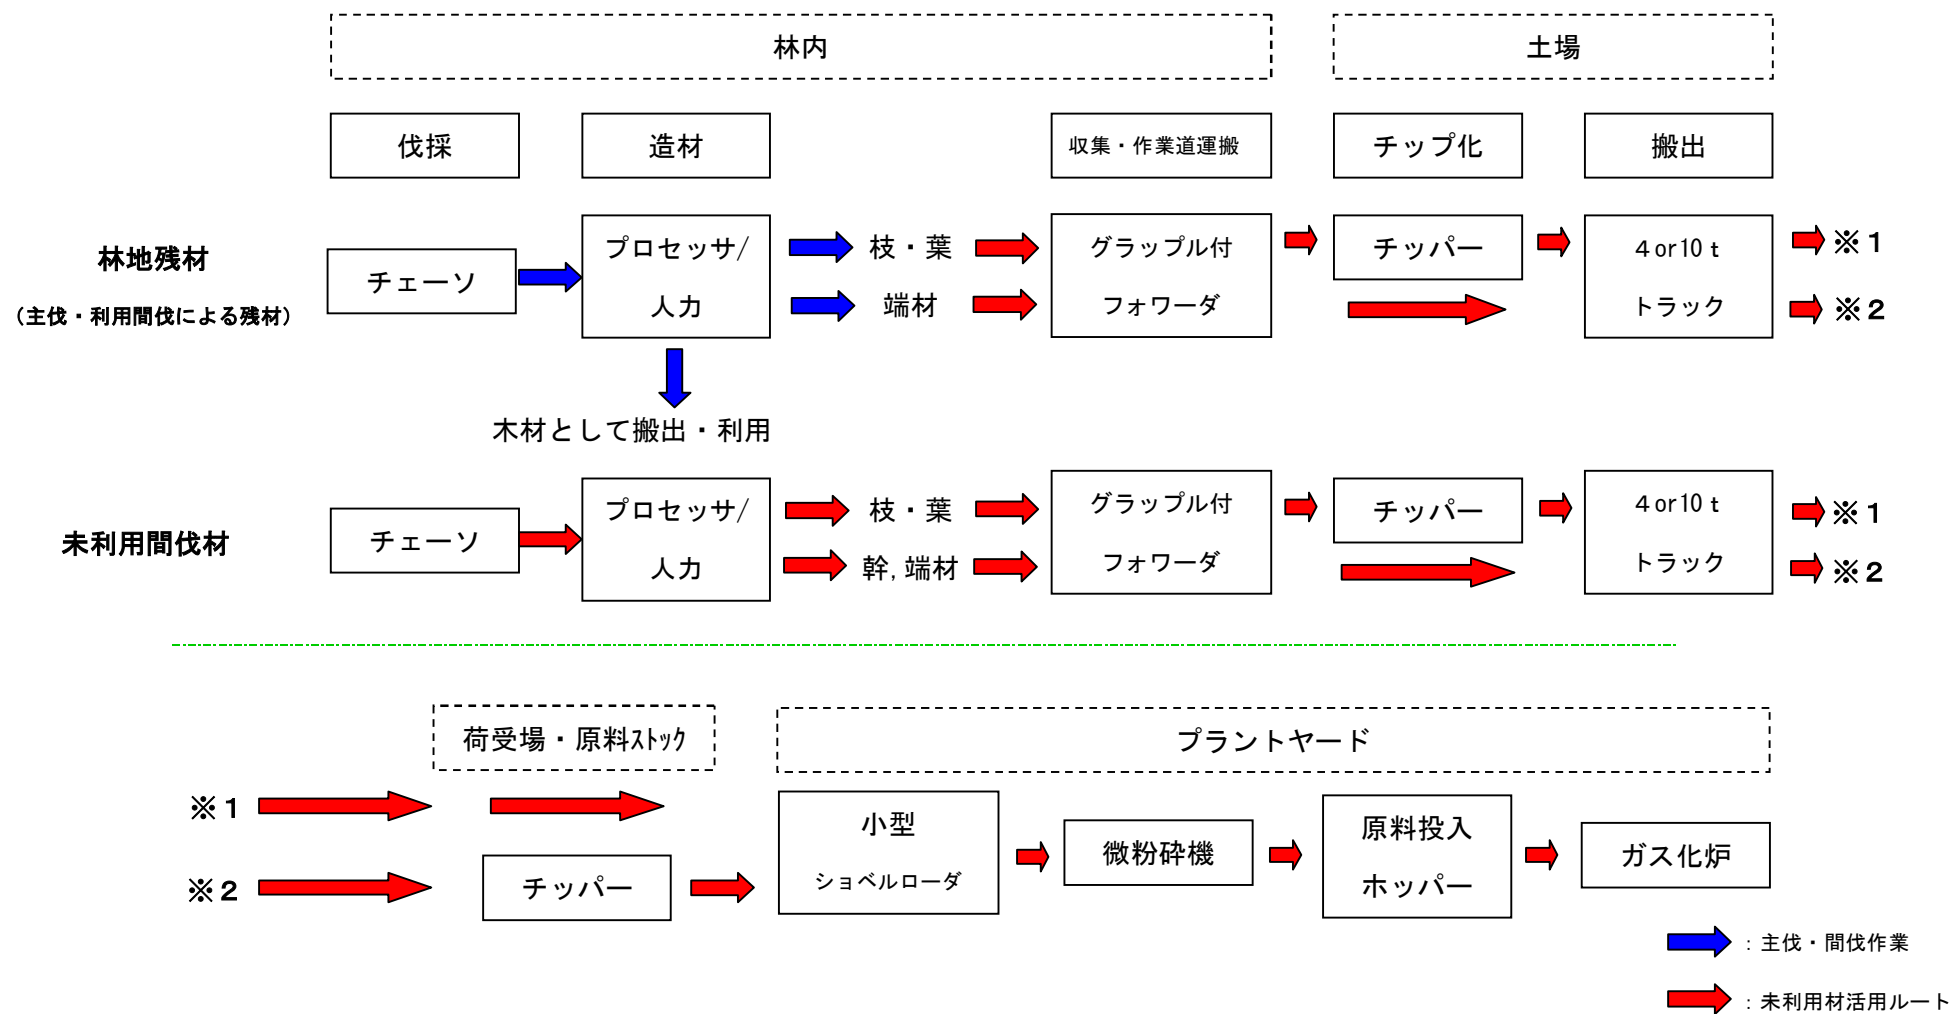 林内
土場
伐採
造材
収集・作業道運搬
チップ化
搬出
林地残材
（主伐・利用間伐による残材）
チェーソ
プロセッサ/
人力
枝・葉
端材
グラップル付
フォワーダ
チッパー
4or10 t
トラック
※1
※2
木材として搬出・利用
未利用間伐材
チェーソ
プロセッサ/
人力
枝・葉
幹,端材
グラップル付
フォワーダ
チッパー
4or10 t
トラック
※1
※2
荷受場・原料ｽﾄｯｸ
プラントヤード
※1
※2
チッパー
小型
ショベルローダ
微粉砕機
原料投入
ホッパー
ガス化炉
：主伐・間伐作業
：未利用材活用ルート